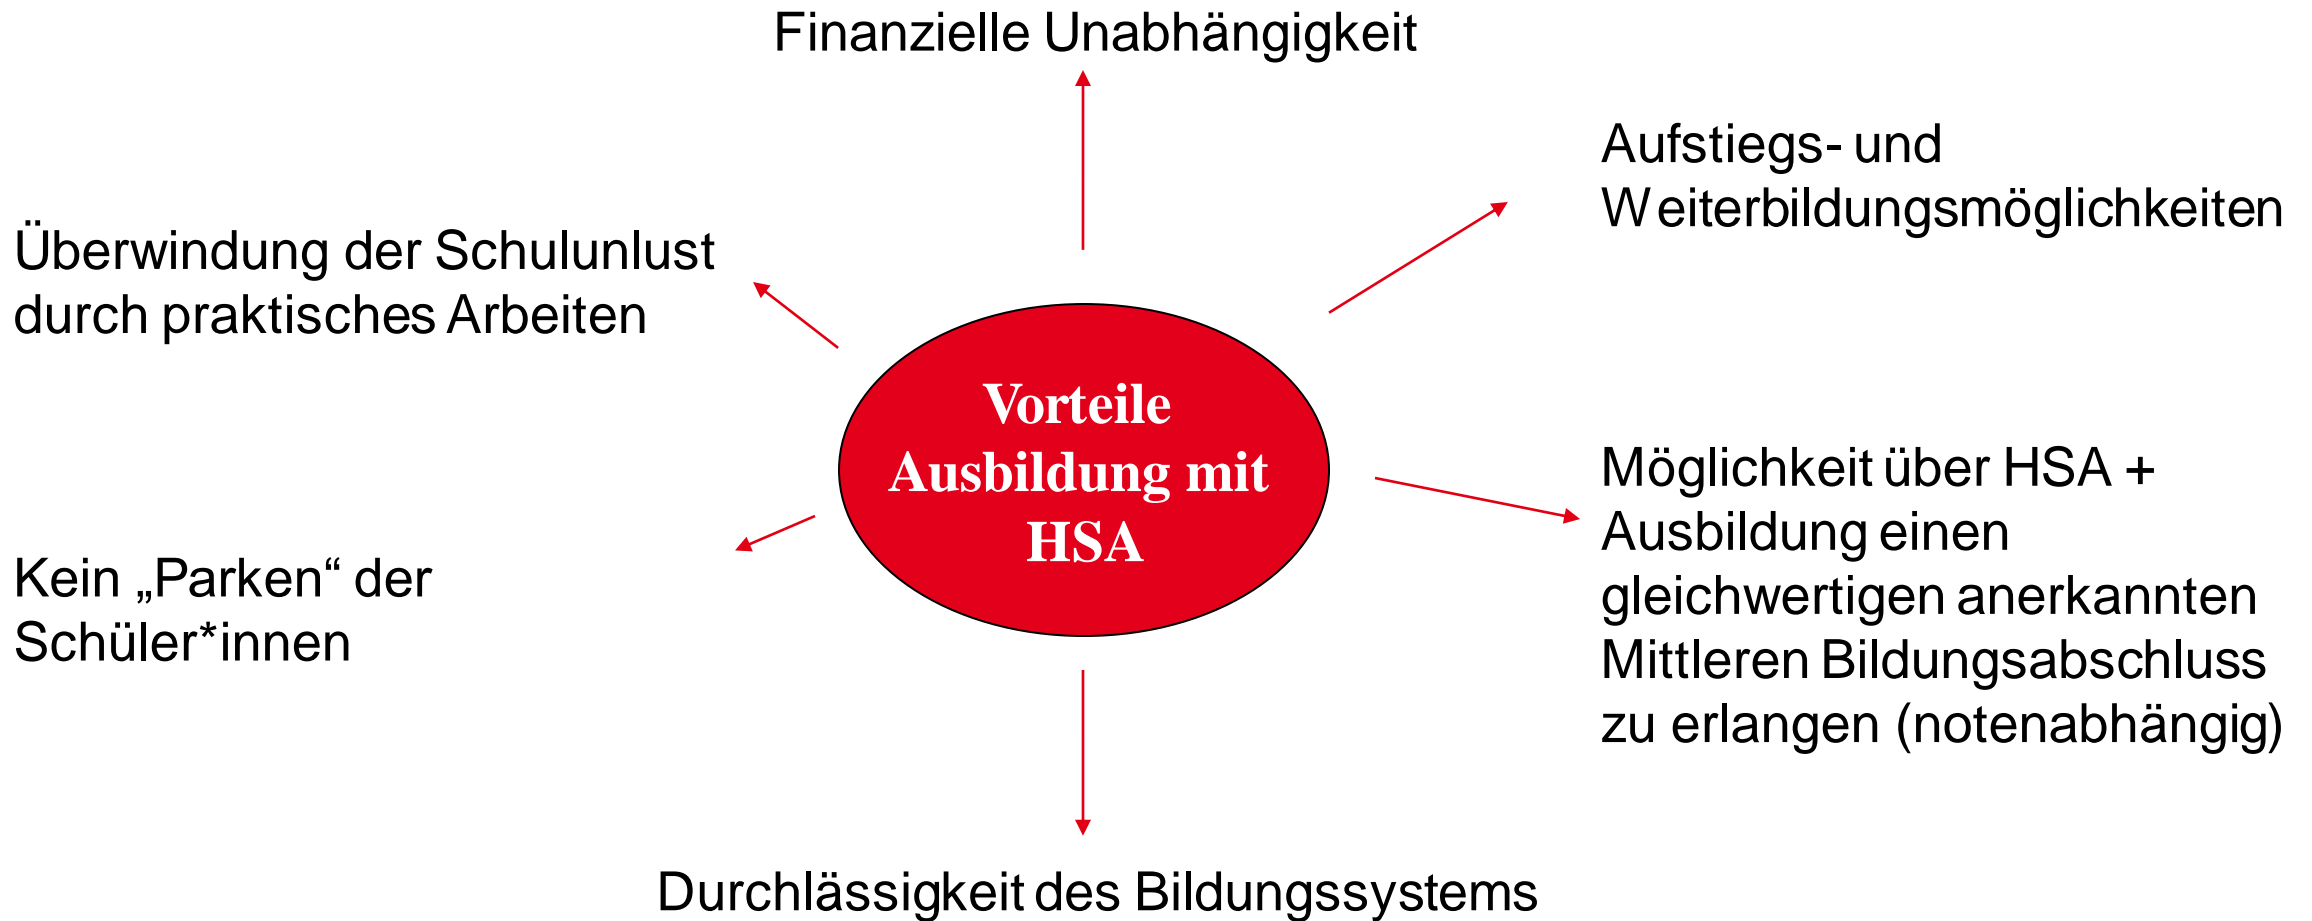 Finanzielle Unabhängigkeit
Aufstiegs- und
Weiterbildungsmöglichkeiten
Überwindung der Schulunlust
durch praktisches Arbeiten
Vorteile
Ausbildung mit
HSA
Möglichkeit über HSA +
Ausbildung einen
gleichwertigen anerkannten
Mittleren Bildungsabschluss
zu erlangen (notenabhängig)
Kein „Parken“ der
Schüler*innen
Durchlässigkeit des Bildungssystems